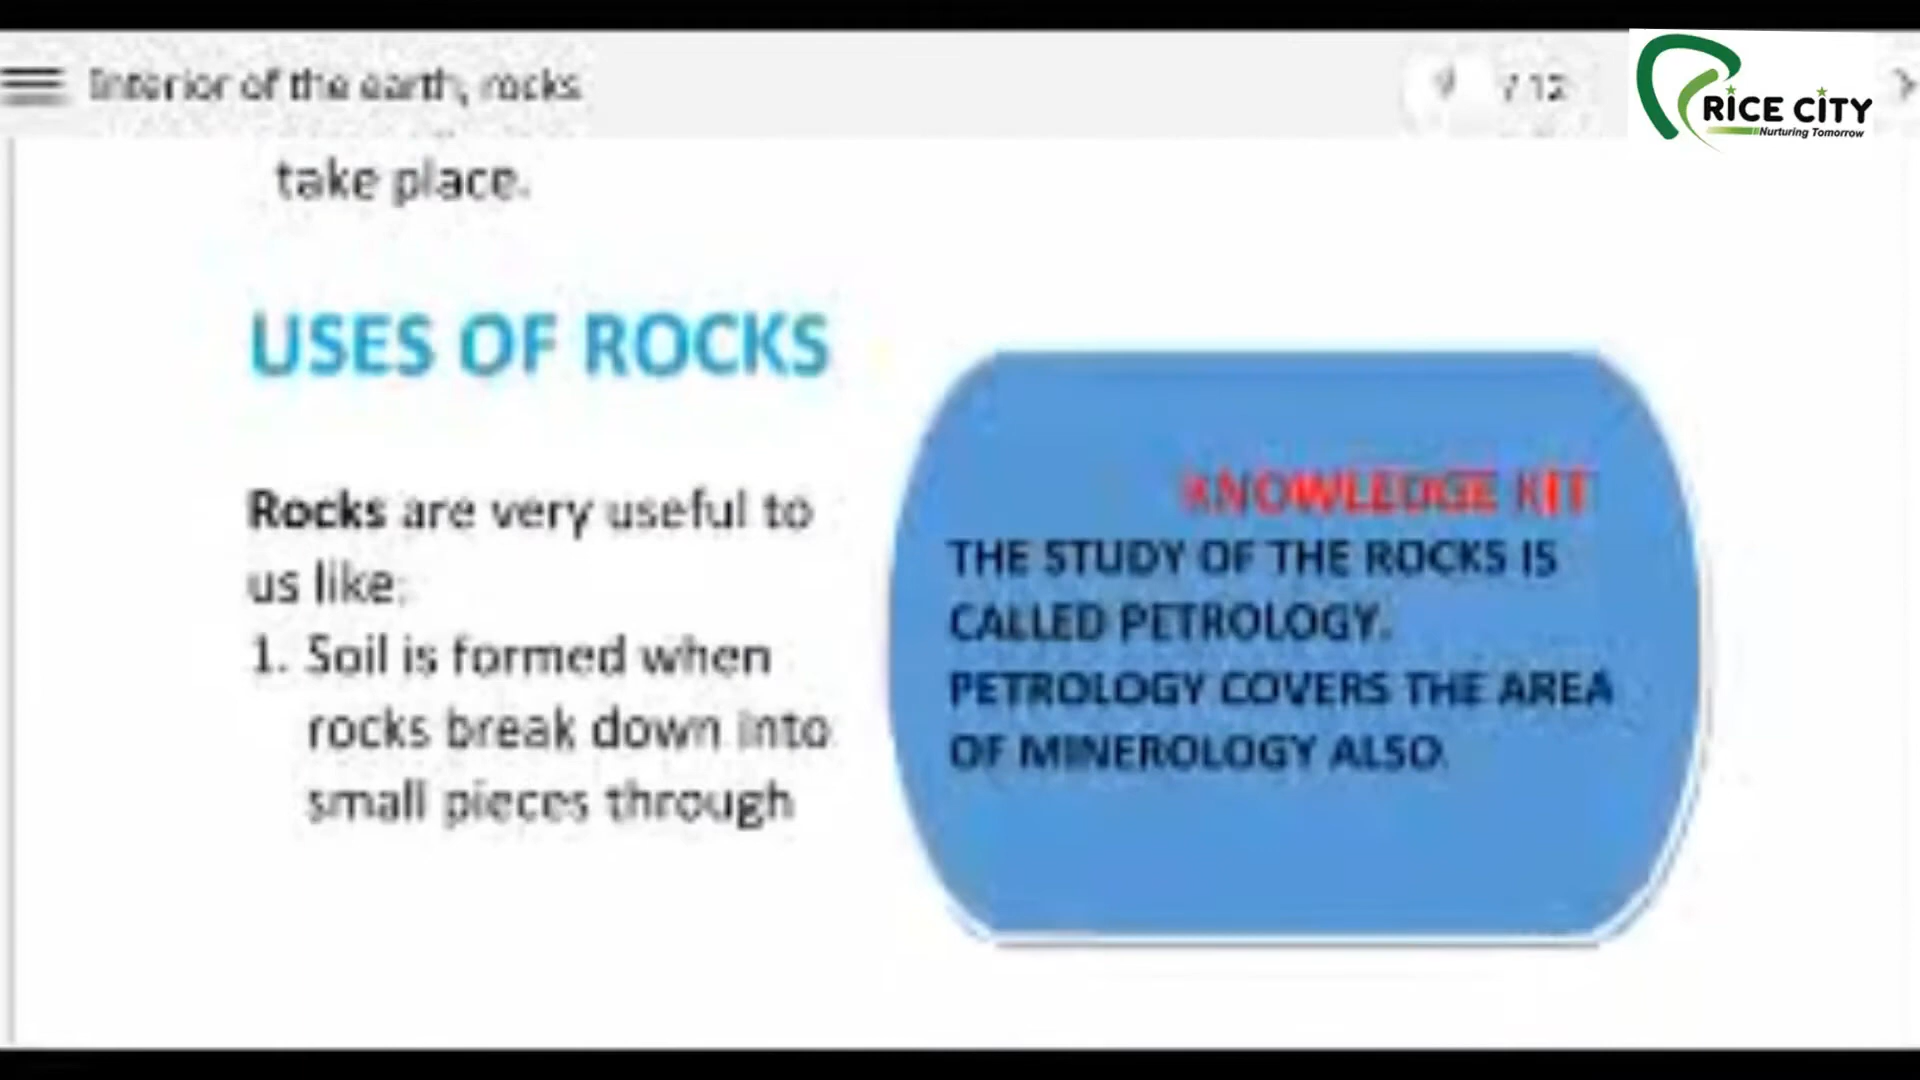 Interior of the earth, rocks
9 / 12
RICE CITY
Nurturing Tomorrow
take place.
USES OF ROCKS
Rocks are very useful to
us like:
1. Soil is formed when
rocks break down into
small pieces through
KNOWLEDGE KIT
THE STUDY OF THE ROCKS IS
CALLED PETROLOGY.
PETROLOGY COVERS THE AREA
OF MINEROLOGY ALSO.